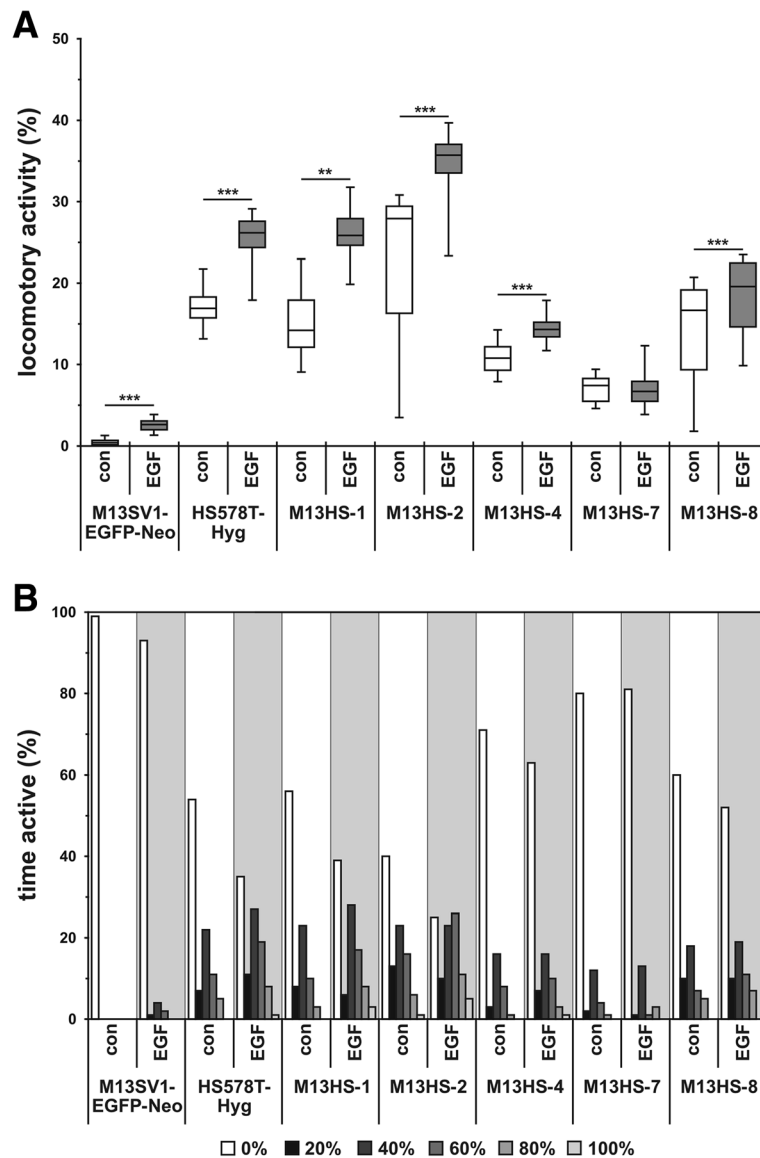 A
locomotory activity (%)
50
40
30
20
10
0
***
***
**
***
***
***
con EGF con EGF con EGF con EGF con EGF con EGF con EGF
M13SV1- HS578T- M13HS-1 M13HS-2 M13HS-4 M13HS-7 M13HS-8
EGFP-Neo Hyg
B
time active (%)
100
80
60
40
20
0
con EGF con EGF con EGF con EGF con EGF con EGF con EGF
M13SV1- HS578T- M13HS-1 M13HS-2 M13HS-4 M13HS-7 M13HS-8
EGFP-Neo Hyg
0% 20% 40% 60% 80% 100%